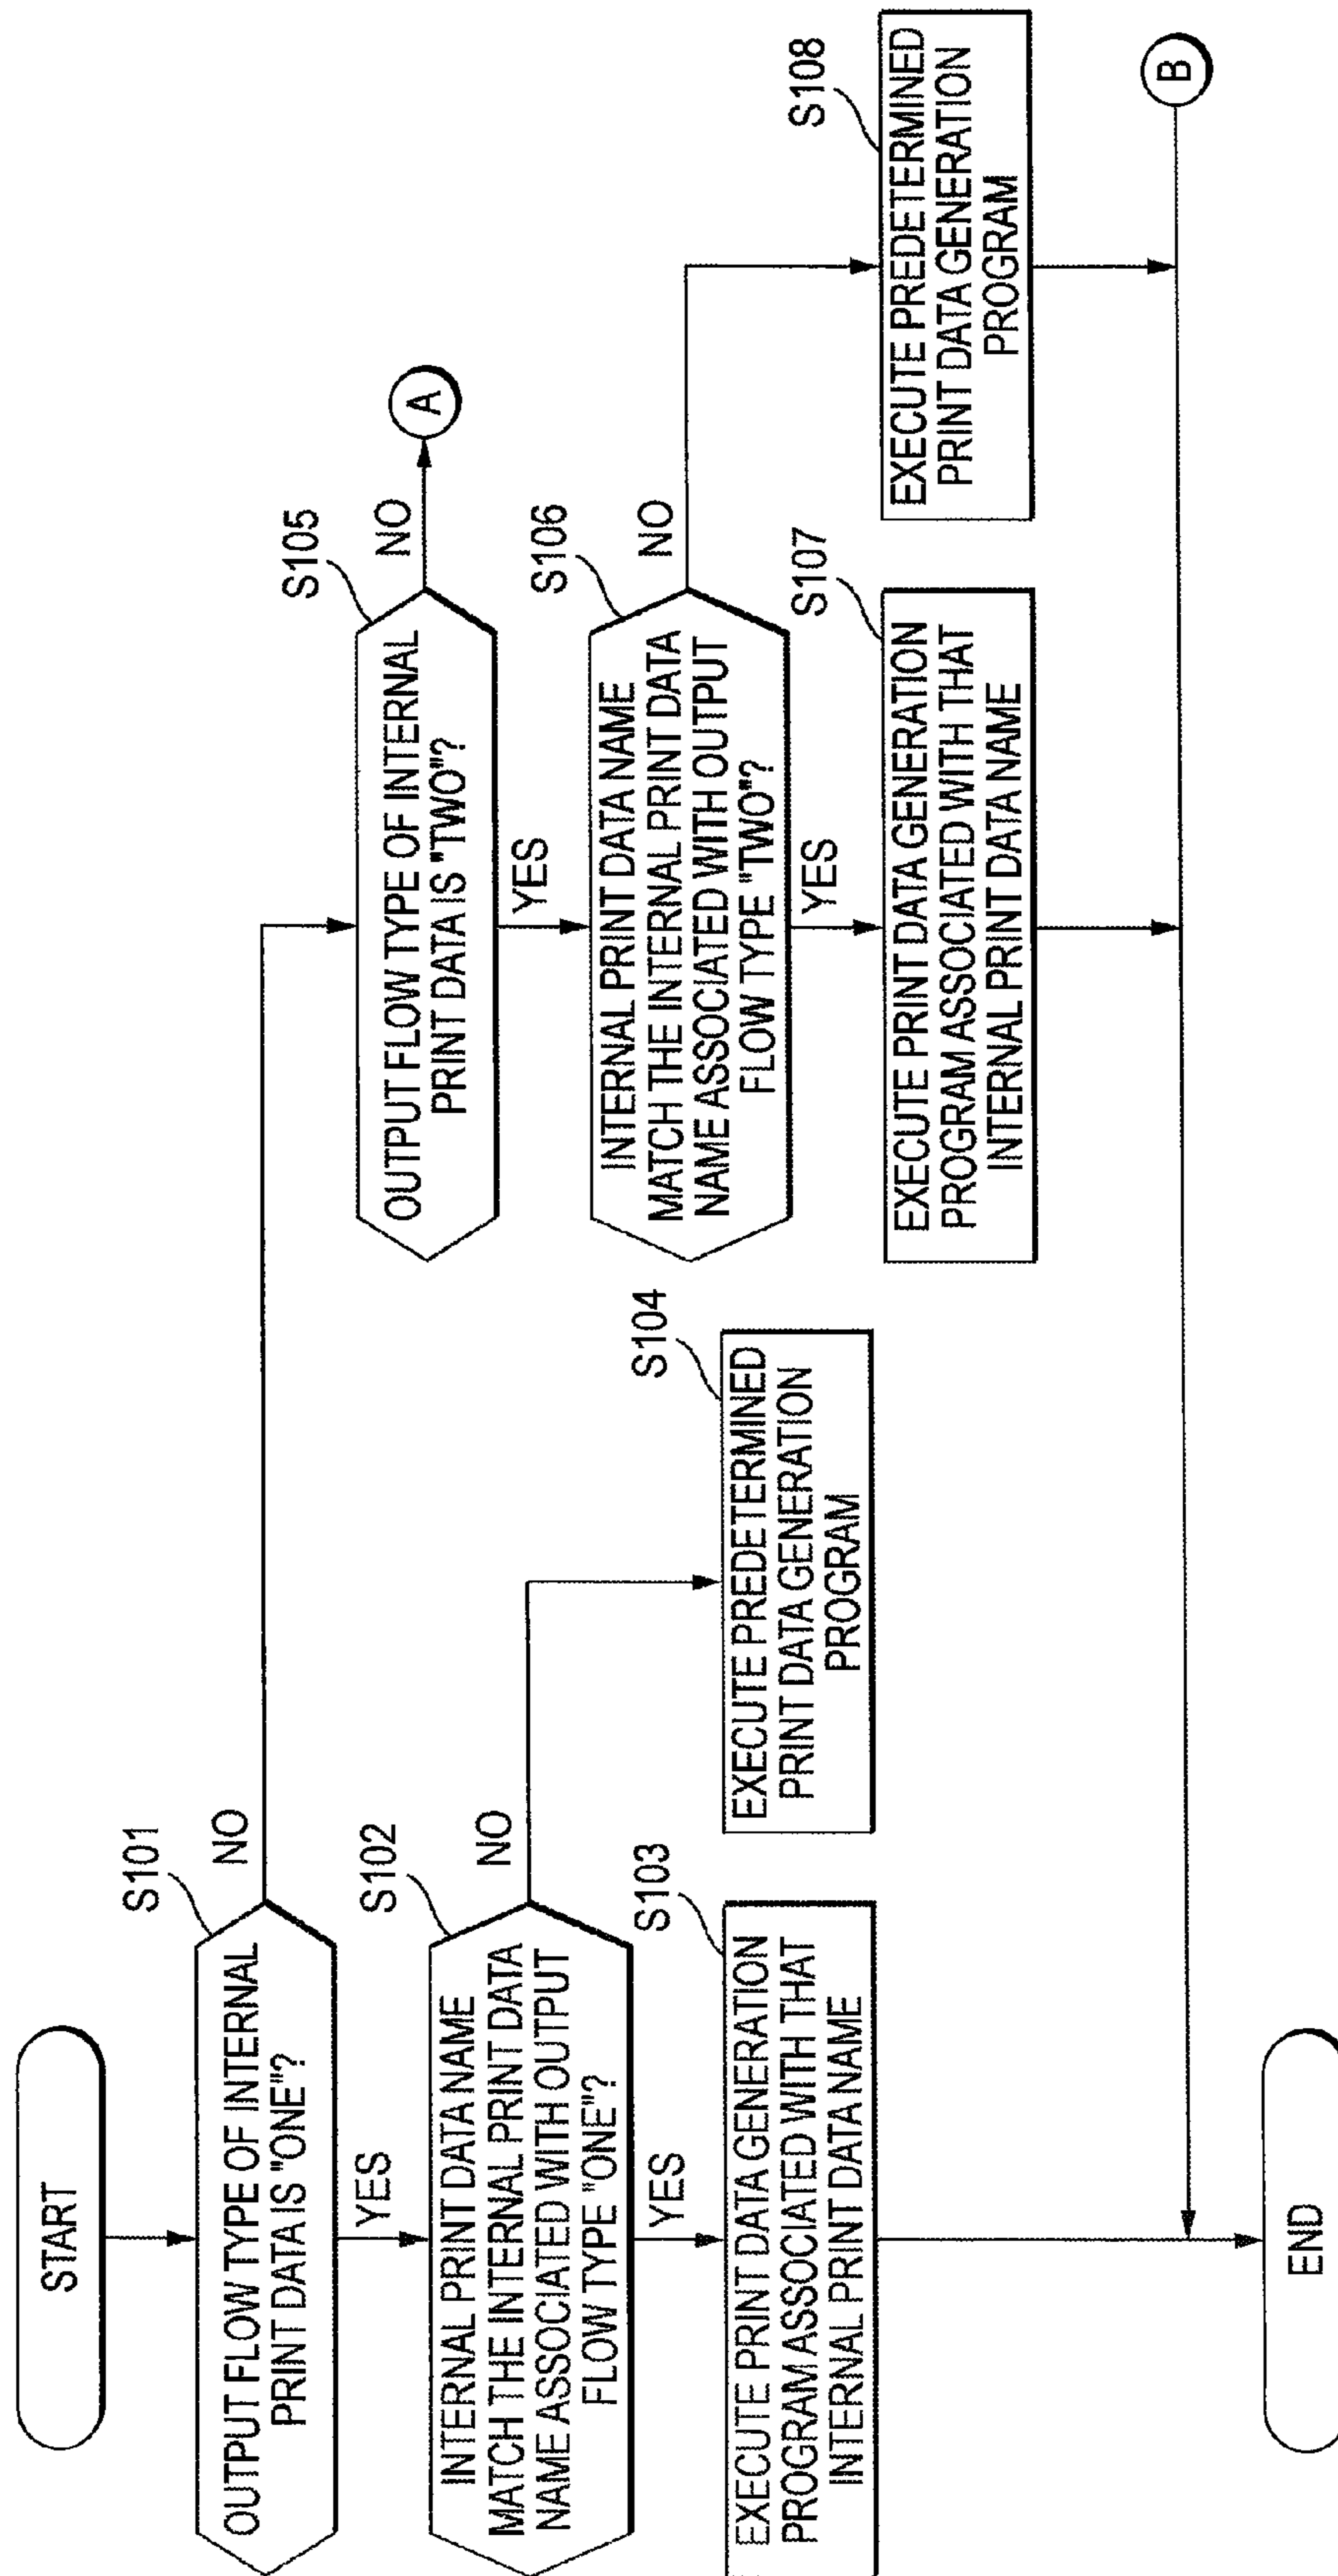 START
S101
OUTPUT FLOW TYPE OF INTERNAL
PRINT DATA IS "ONE"?
NO
YES
S102
INTERNAL PRINT DATA NAME
MATCH THE INTERNAL PRINT DATA
NAME ASSOCIATED WITH OUTPUT
FLOW TYPE "ONE"?
NO
YES
S103
EXECUTE PRINT DATA GENERATION
PROGRAM ASSOCIATED WITH THAT
INTERNAL PRINT DATA NAME
S104
EXECUTE PREDETERMINED
PRINT DATA GENERATION
PROGRAM
S105
OUTPUT FLOW TYPE OF INTERNAL
PRINT DATA IS "TWO"?
NO
A
YES
S106
INTERNAL PRINT DATA NAME
MATCH THE INTERNAL PRINT DATA
NAME ASSOCIATED WITH OUTPUT
FLOW TYPE "TWO"?
NO
YES
S107
EXECUTE PRINT DATA GENERATION
PROGRAM ASSOCIATED WITH THAT
INTERNAL PRINT DATA NAME
S108
EXECUTE PREDETERMINED
PRINT DATA GENERATION
PROGRAM
B
END